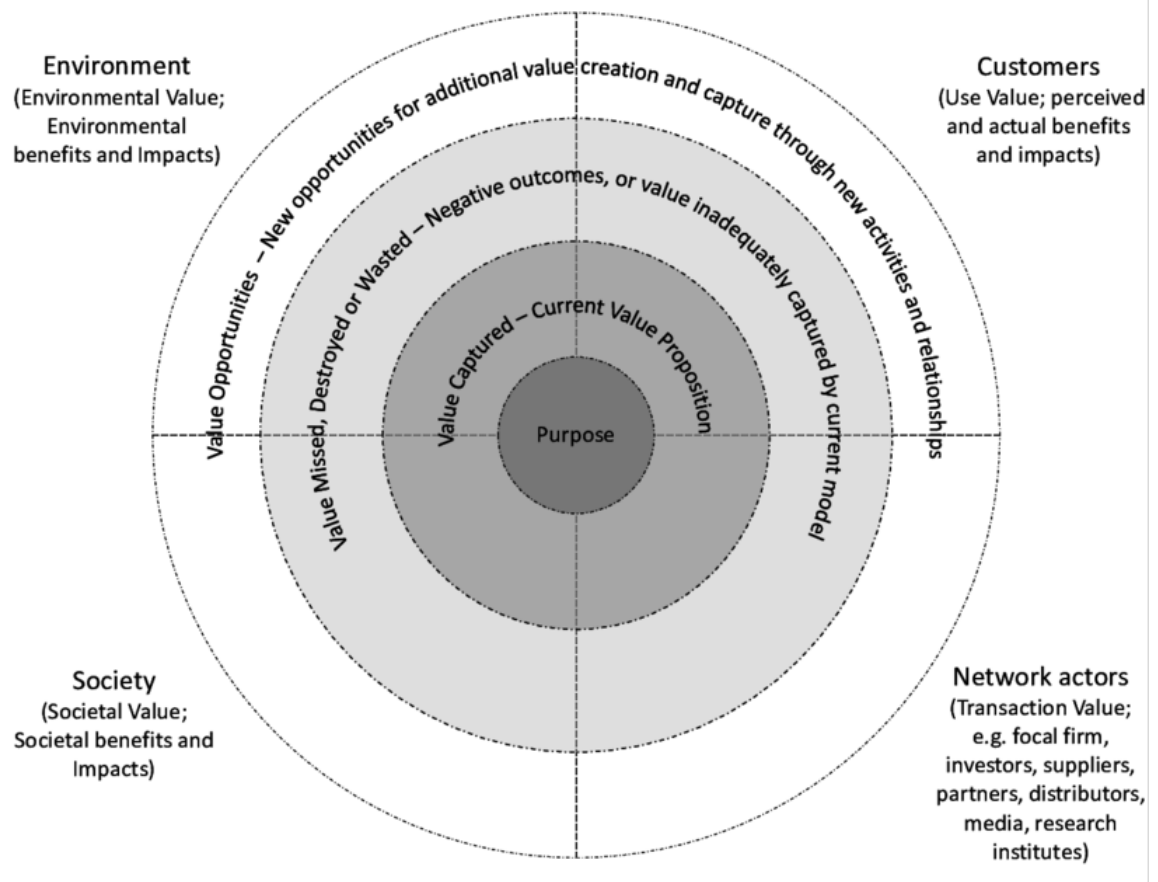 Environment
(Environmental Value;
Environmental
benefits and Impacts)
Customers
(Use Value; perceived
and actual benefits
and impacts)
Value Opportunities – New opportunities for additional value creation and capture through new activities and relationships
Value Missed, Destroyed or Wasted – Negative outcomes, or value inadequately captured by current model
Value Captured – Current Value Proposition
Purpose
Society
(Societal Value;
Societal benefits and
Impacts)
Network actors
(Transaction Value;
e.g. focal firm,
investors, suppliers,
partners, distributors,
media, research
institutes)